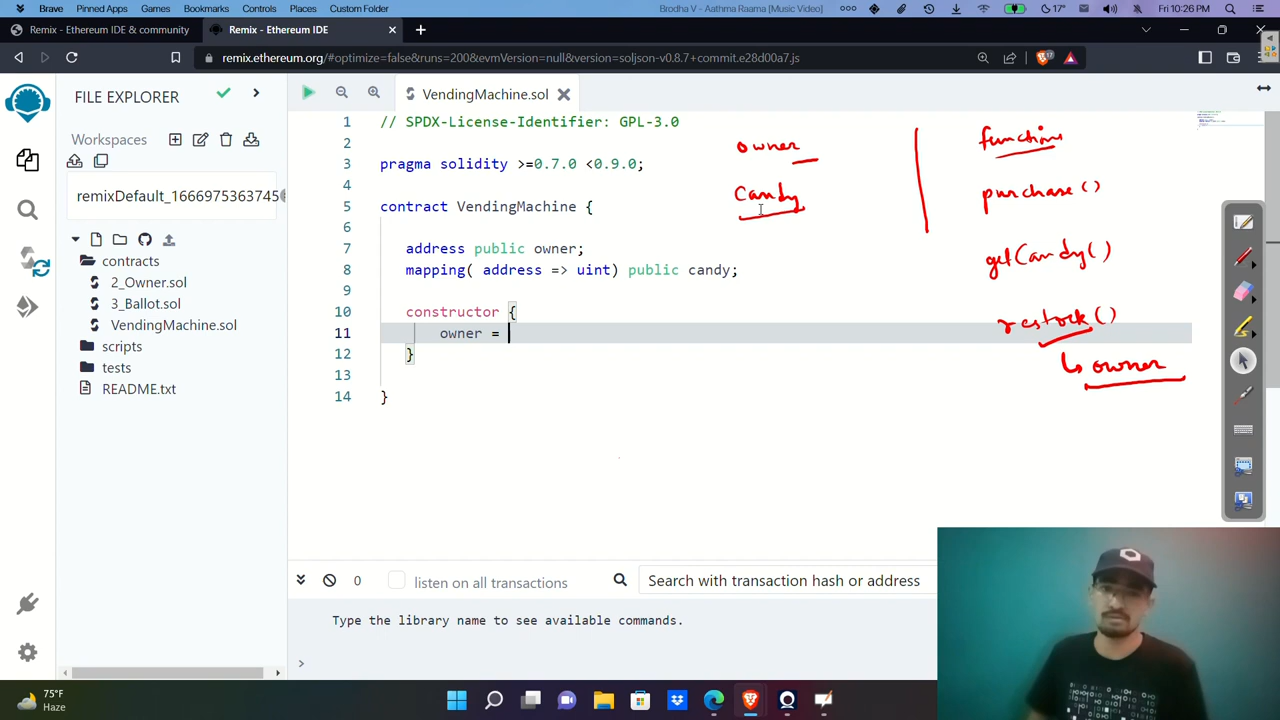 Brave Pinned Apps Games Bookmarks Controls Places Custom Folder Brodha V - Aathma Raama [Music Video] 17° Fri 10:26 PM
Remix - Ethereum IDE & community Remix - Ethereum IDE
remix.ethereum.org/#optimize=false&runs=200&evmVersion=null&version=soljson-v0.8.7+commit.e28d00a7.js
FILE EXPLORER
Workspaces
remixDefault_1666975363745
contracts
2_Owner.sol
3_Ballot.sol
VendingMachine.sol
scripts
tests
README.txt
VendingMachine.sol
1 // SPDX-License-Identifier: GPL-3.0
2
3 pragma solidity >=0.7.0 <0.9.0;
4
5 contract VendingMachine {
6
7 address public owner;
8 mapping( address => uint) public candy;
9
10 constructor {
11 owner =
12 }
13
14 }
owner
Candy
functions
purchase()
getCandy()
restock()
↳ owner
0 listen on all transactions Search with transaction hash or address
Type the library name to see available commands.
>
75°F
Haze